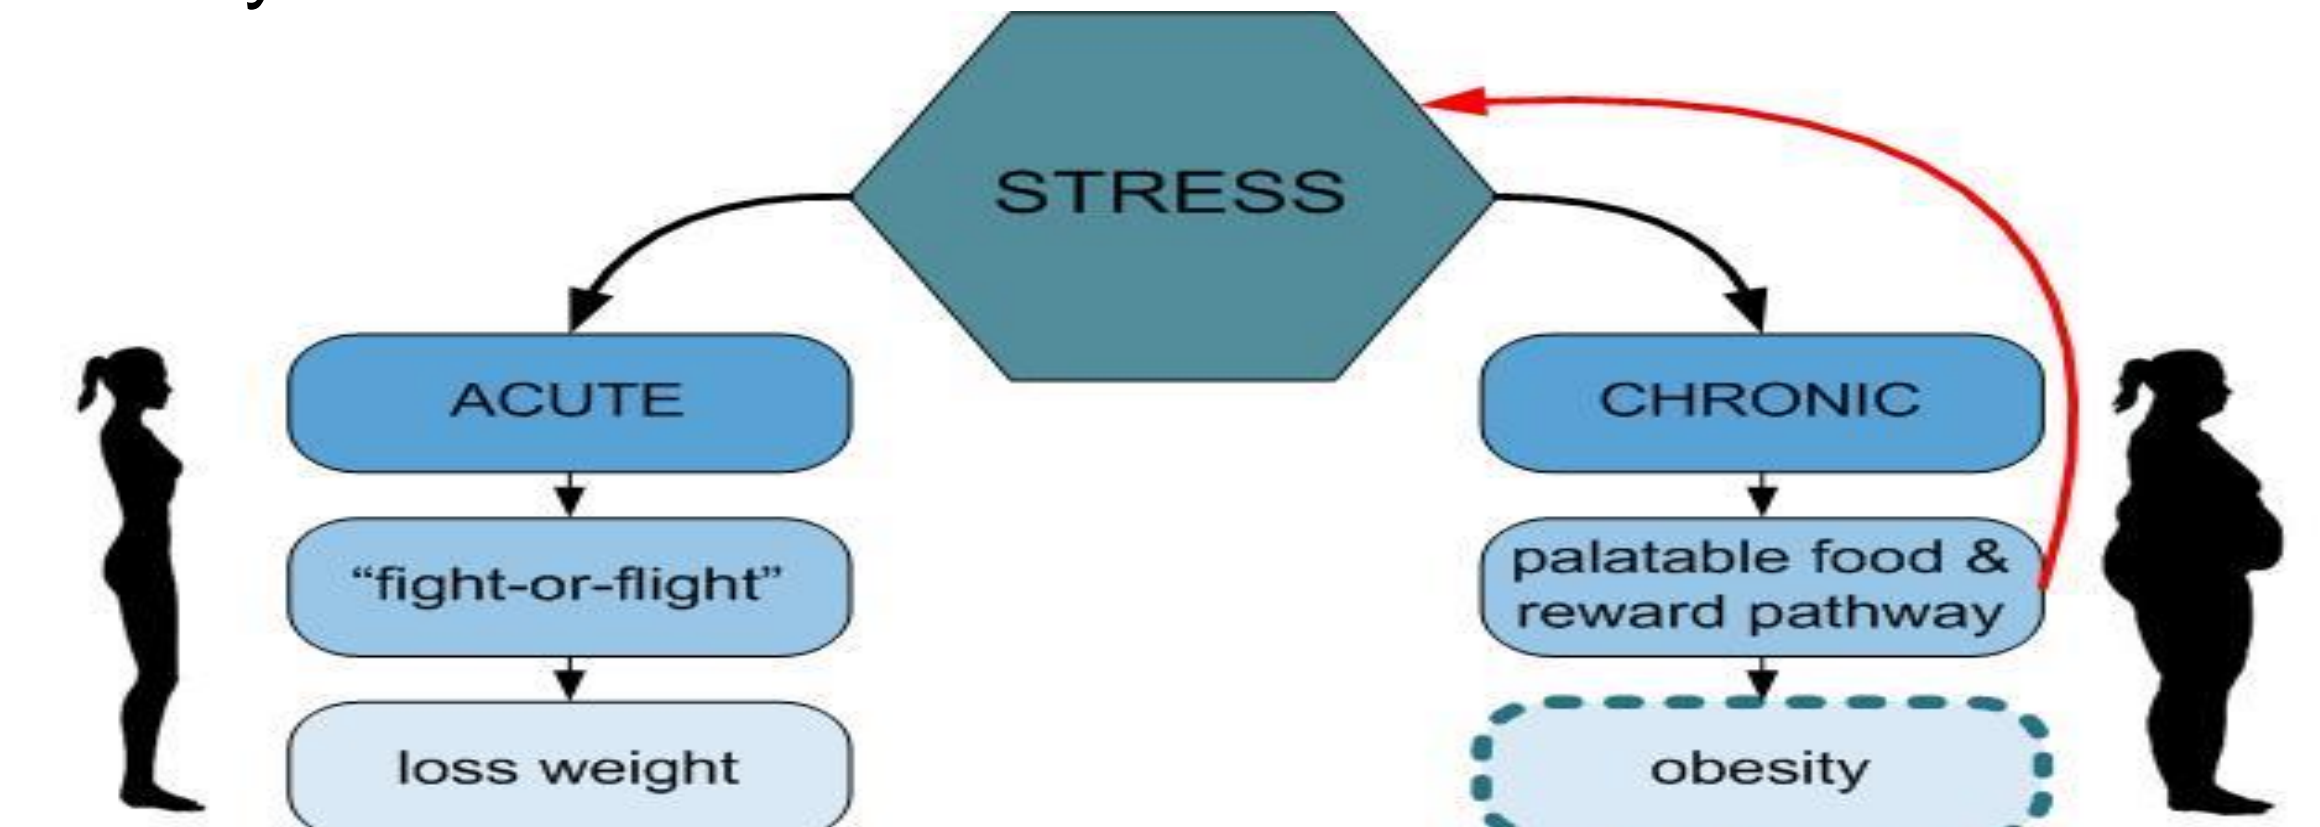 STRESS
ACUTE
CHRONIC
“fight-or-flight”
palatable food &
reward pathway
loss weight
obesity